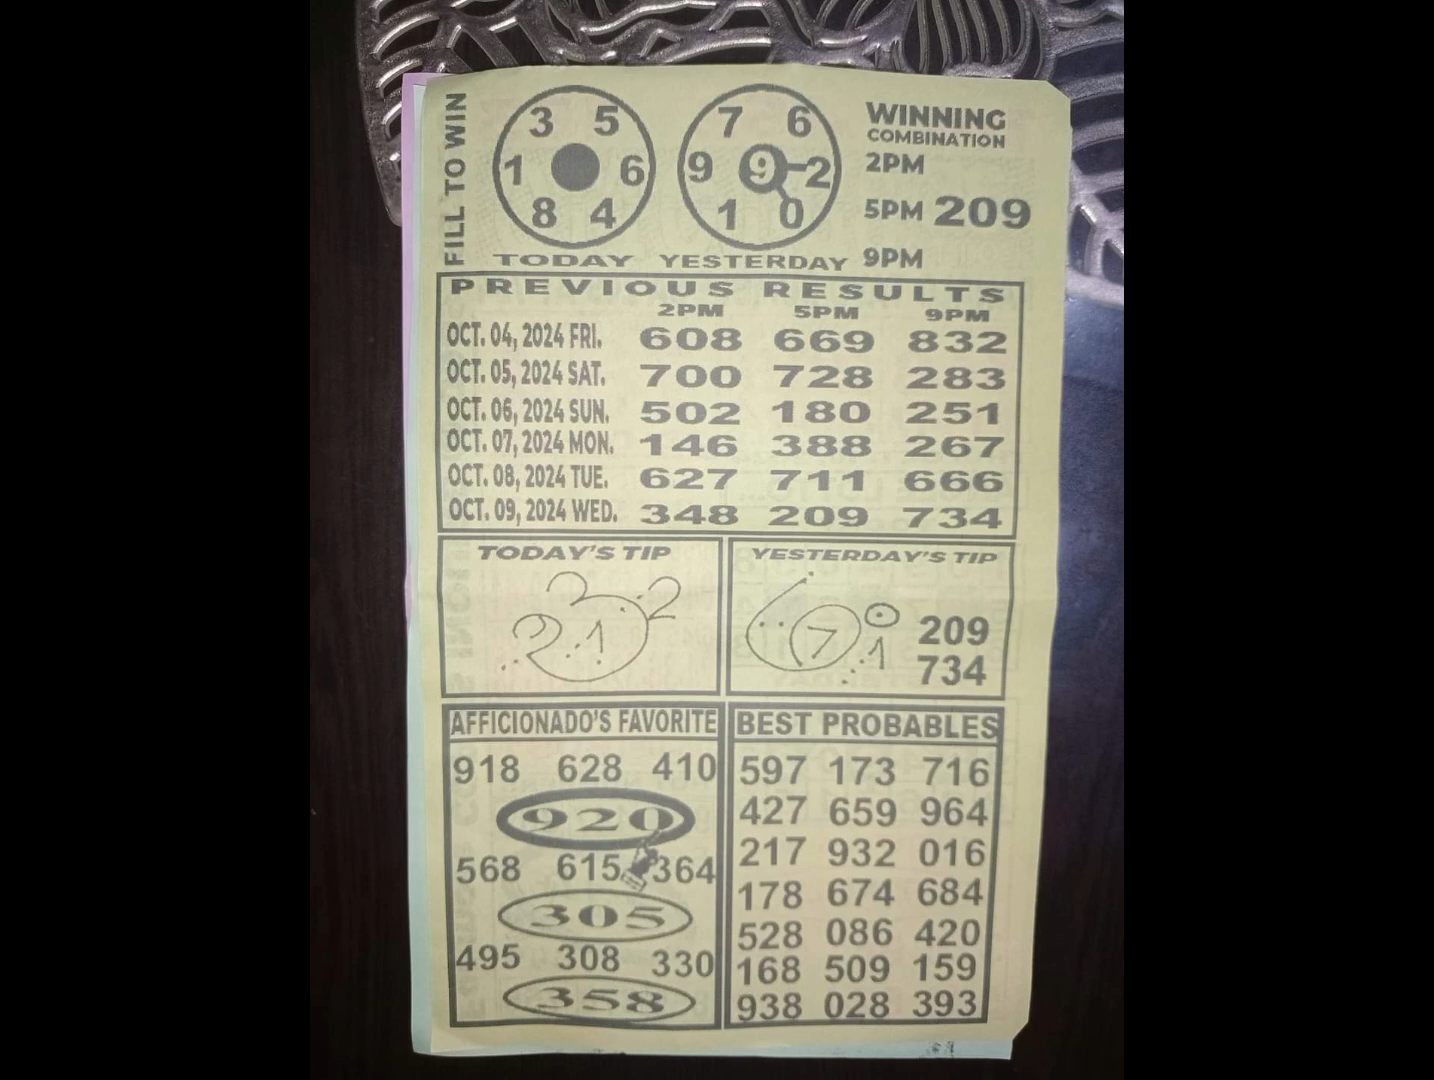 FILL TO WIN
3 5
1 6
8 4
TODAY
7 6
9 9 2
1 0
YESTERDAY
WINNING
COMBINATION
2PM
5PM 209
9PM
PREVIOUS RESULTS
2PM 5PM 9PM
OCT. 04, 2024 FRI. 608 669 832
OCT. 05, 2024 SAT. 700 728 283
OCT. 06, 2024 SUN. 502 180 251
OCT. 07, 2024 MON. 146 388 267
OCT. 08, 2024 TUE. 627 711 666
OCT. 09, 2024 WED. 348 209 734
TODAY'S TIP
YESTERDAY'S TIP
7
1
209
734
AFFICIONADO'S FAVORITE
918 628 410
920
568 615 364
305
495 308 330
358
BEST PROBABLES
597 173 716
427 659 964
217 932 016
178 674 684
528 086 420
168 509 159
938 028 393